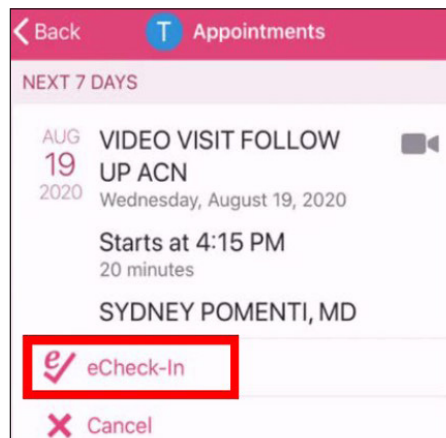 Back
T
Appointments
NEXT 7 DAYS
AUG
19
2020
VIDEO VISIT FOLLOW
UP ACN
Wednesday, August 19, 2020
Starts at 4:15 PM
20 minutes
SYDNEY POMENTI, MD
eCheck-In
Cancel